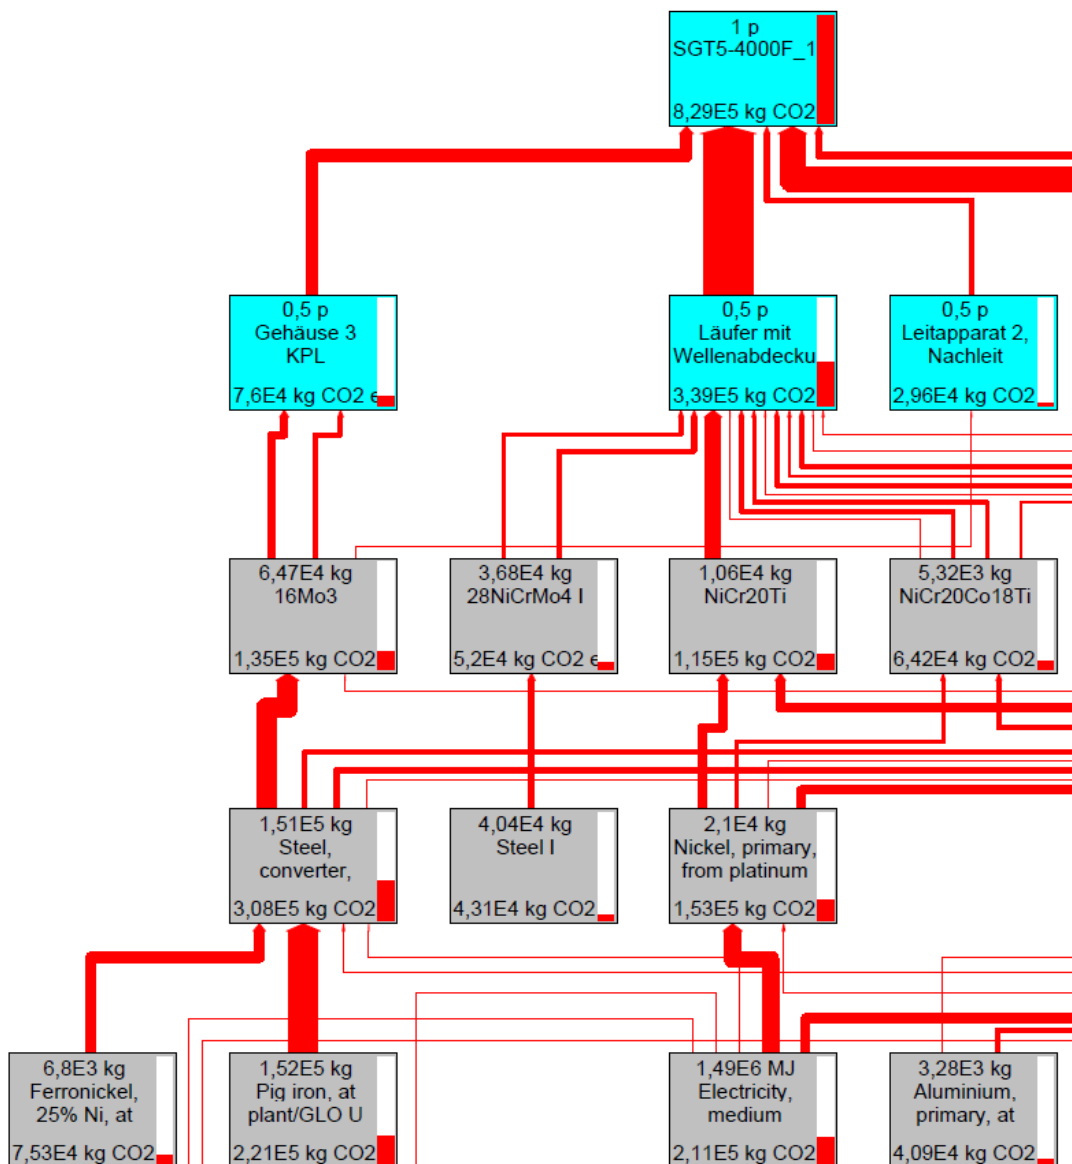 1 p
SGT5-4000F_1
8,29E5 kg CO2
0,5 p
Gehäuse 3
KPL
7,6E4 kg CO2 e
0,5 p
Läufer mit
Wellenabdecku
3,39E5 kg CO2
0,5 p
Leitapparat 2,
Nachleit
2,96E4 kg CO2
6,47E4 kg
16Mo3
1,35E5 kg CO2
3,68E4 kg
28NiCrMo4 I
5,2E4 kg CO2 e
1,06E4 kg
NiCr20Ti
1,15E5 kg CO2
5,32E3 kg
NiCr20Co18Ti
6,42E4 kg CO2
1,51E5 kg
Steel,
converter,
3,08E5 kg CO2
4,04E4 kg
Steel I
4,31E4 kg CO2
2,1E4 kg
Nickel, primary,
from platinum
1,53E5 kg CO2
6,8E3 kg
Ferronickel,
25% Ni, at
7,53E4 kg CO2
1,52E5 kg
Pig iron, at
plant/GLO U
2,21E5 kg CO2
1,49E6 MJ
Electricity,
medium
2,11E5 kg CO2
3,28E3 kg
Aluminium,
primary, at
4,09E4 kg CO2